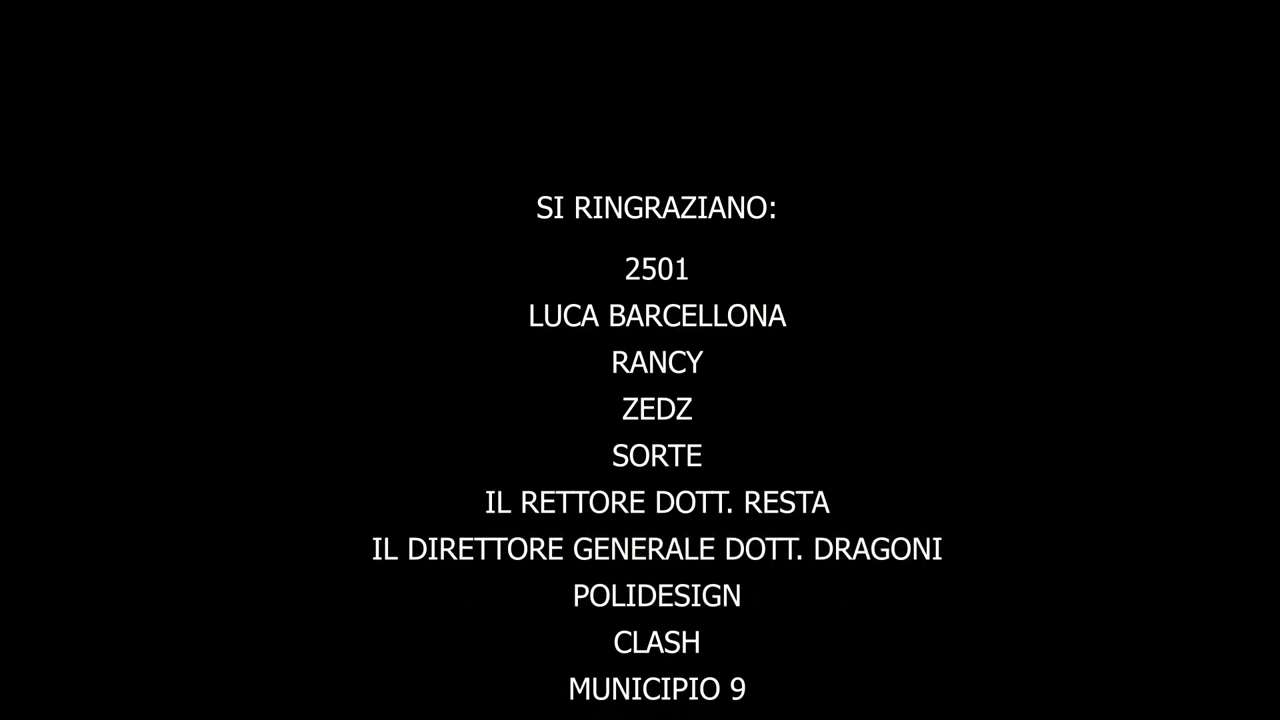 SI RINGRAZIANO:
2501
LUCA BARCELLONA
RANCY
ZEDZ
SORTE
IL RETTORE DOTT. RESTA
IL DIRETTORE GENERALE DOTT. DRAGONI
POLIDESIGN
CLASH
MUNICIPIO 9